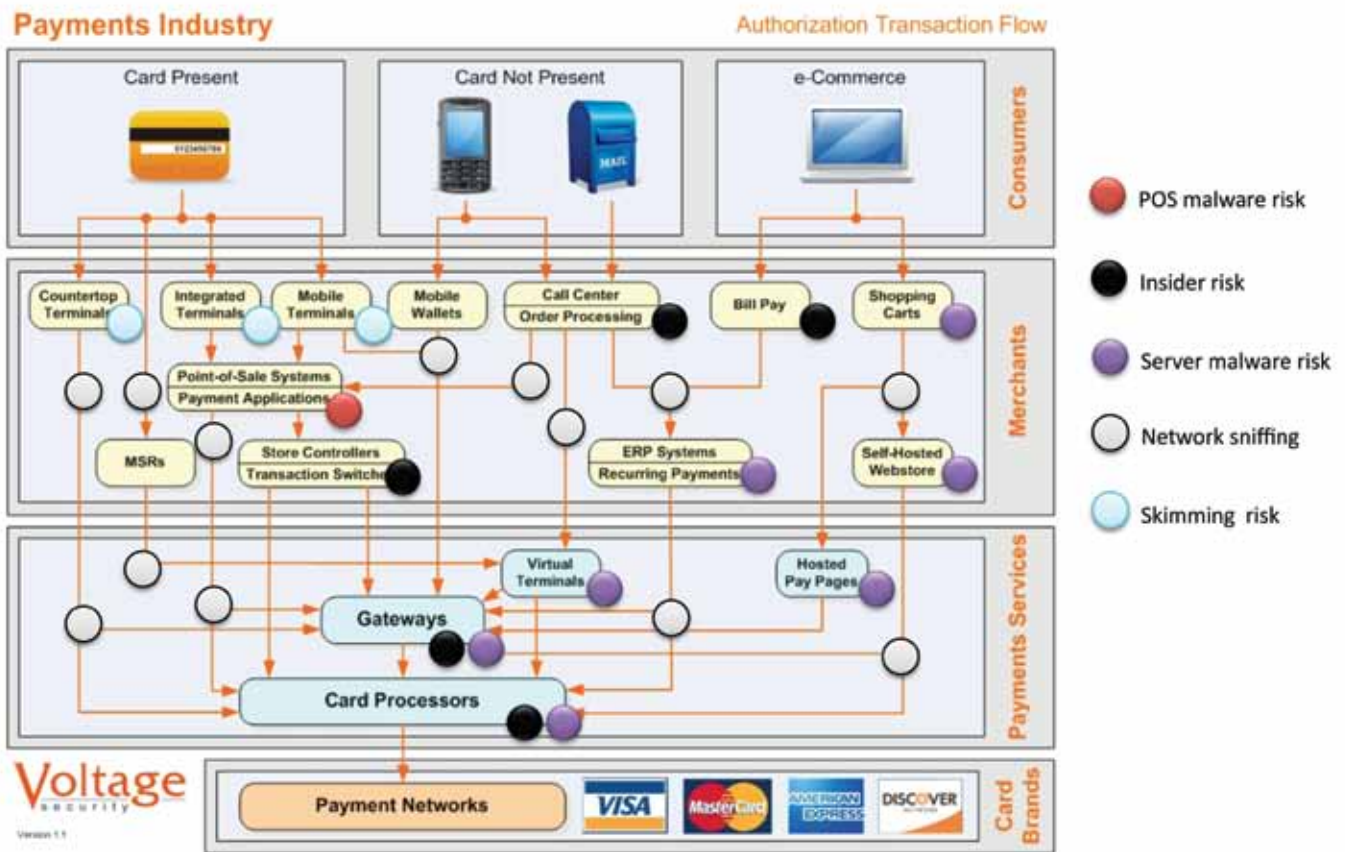 Payments Industry
Authorization Transaction Flow
Card Present
Card Not Present
e-Commerce
Consumers
0123456784
MAIL
POS malware risk
Insider risk
Server malware risk
Network sniffing
Skimming risk
Countertop
Terminals
Integrated
Terminals
Mobile
Terminals
Mobile
Wallets
Call Center
Order Processing
Bill Pay
Shopping
Carts
Point-of-Sale Systems
Payment Applications
MSRs
Store Controllers
Transaction Switche
ERP Systems
Recurring Payments
Self-Hosted
Webstore
Merchants
Virtual
Terminals
Hosted
Pay Pages
Gateways
Card Processors
Payments Services
Voltage
security
Version 1.1
Payment Networks
VISA
MasterCard
AMERICAN
EXPRESS
DISCOVER
Card
Brands